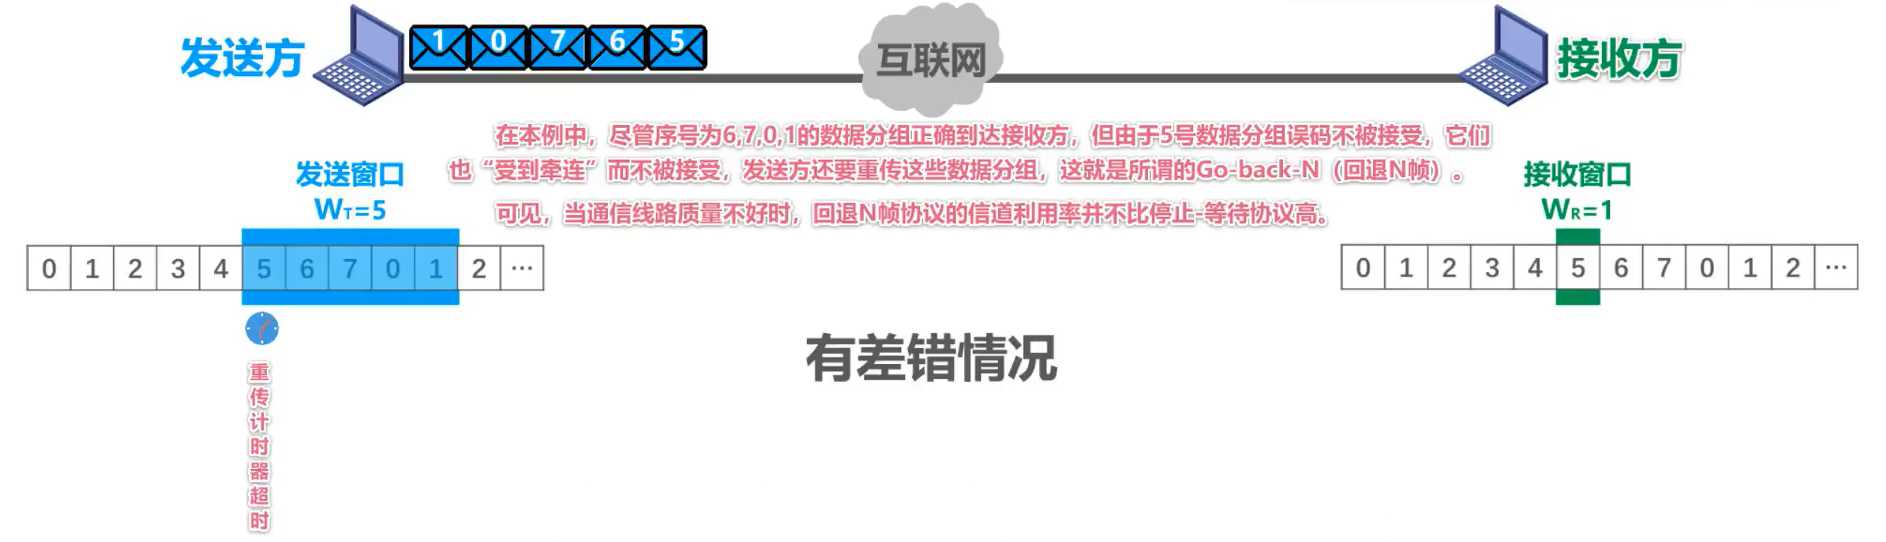 发送方
1 0 7 6 5
互联网
接收方
在本例中，尽管序号为6,7,0,1的数据分组正确到达接收方，但由于5号数据分组误码不被接受，它们
也“受到牵连”而不被接受，发送方还要重传这些数据分组，这就是所谓的Go-back-N（回退N帧）。
可见，当通信线路质量不好时，回退N帧协议的信道利用率并不比停止-等待协议高。
发送窗口
WT=5
接收窗口
WR=1
0 1 2 3 4 5 6 7 0 1 2 ···
0 1 2 3 4 5 6 7 0 1 2 ···
重传计时器超时
有差错情况